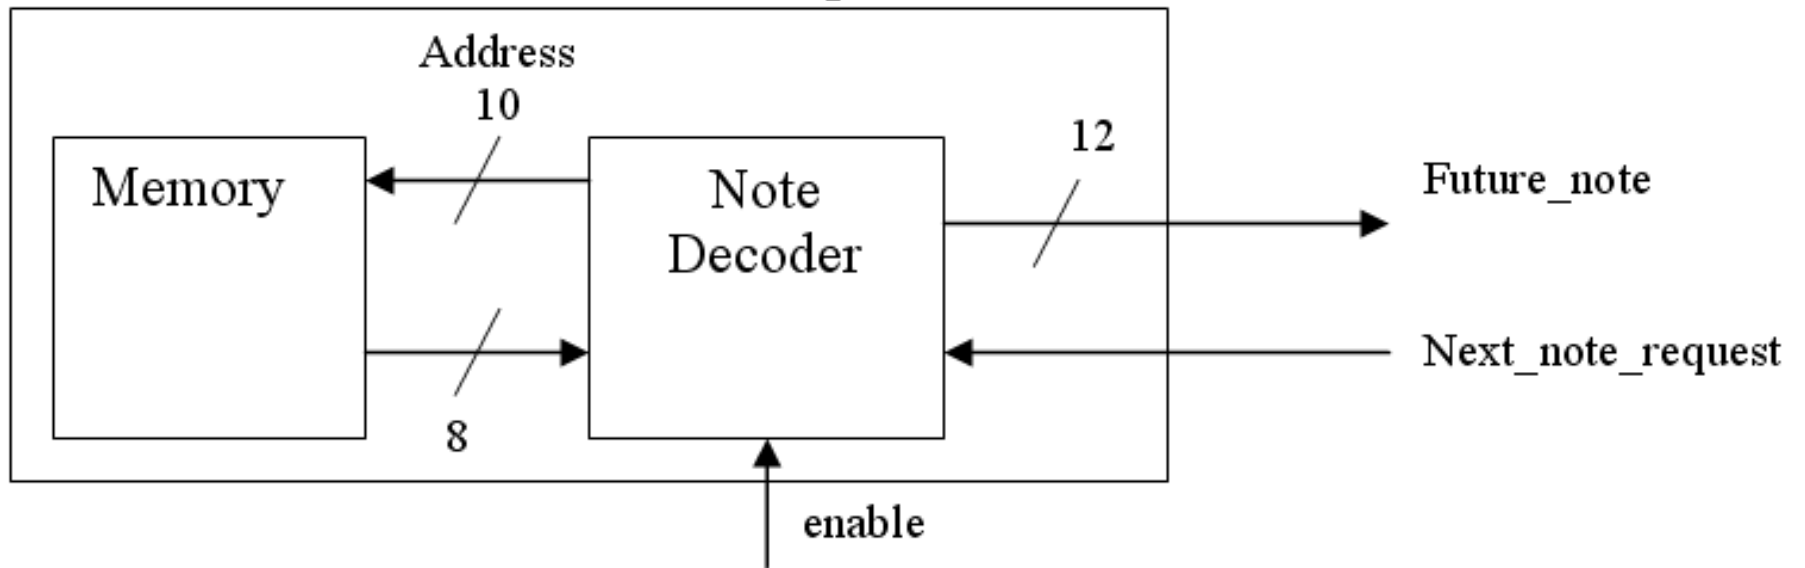 Address
10
12
Memory
Note
Decoder
Future_note
Next_note_request
8
enable